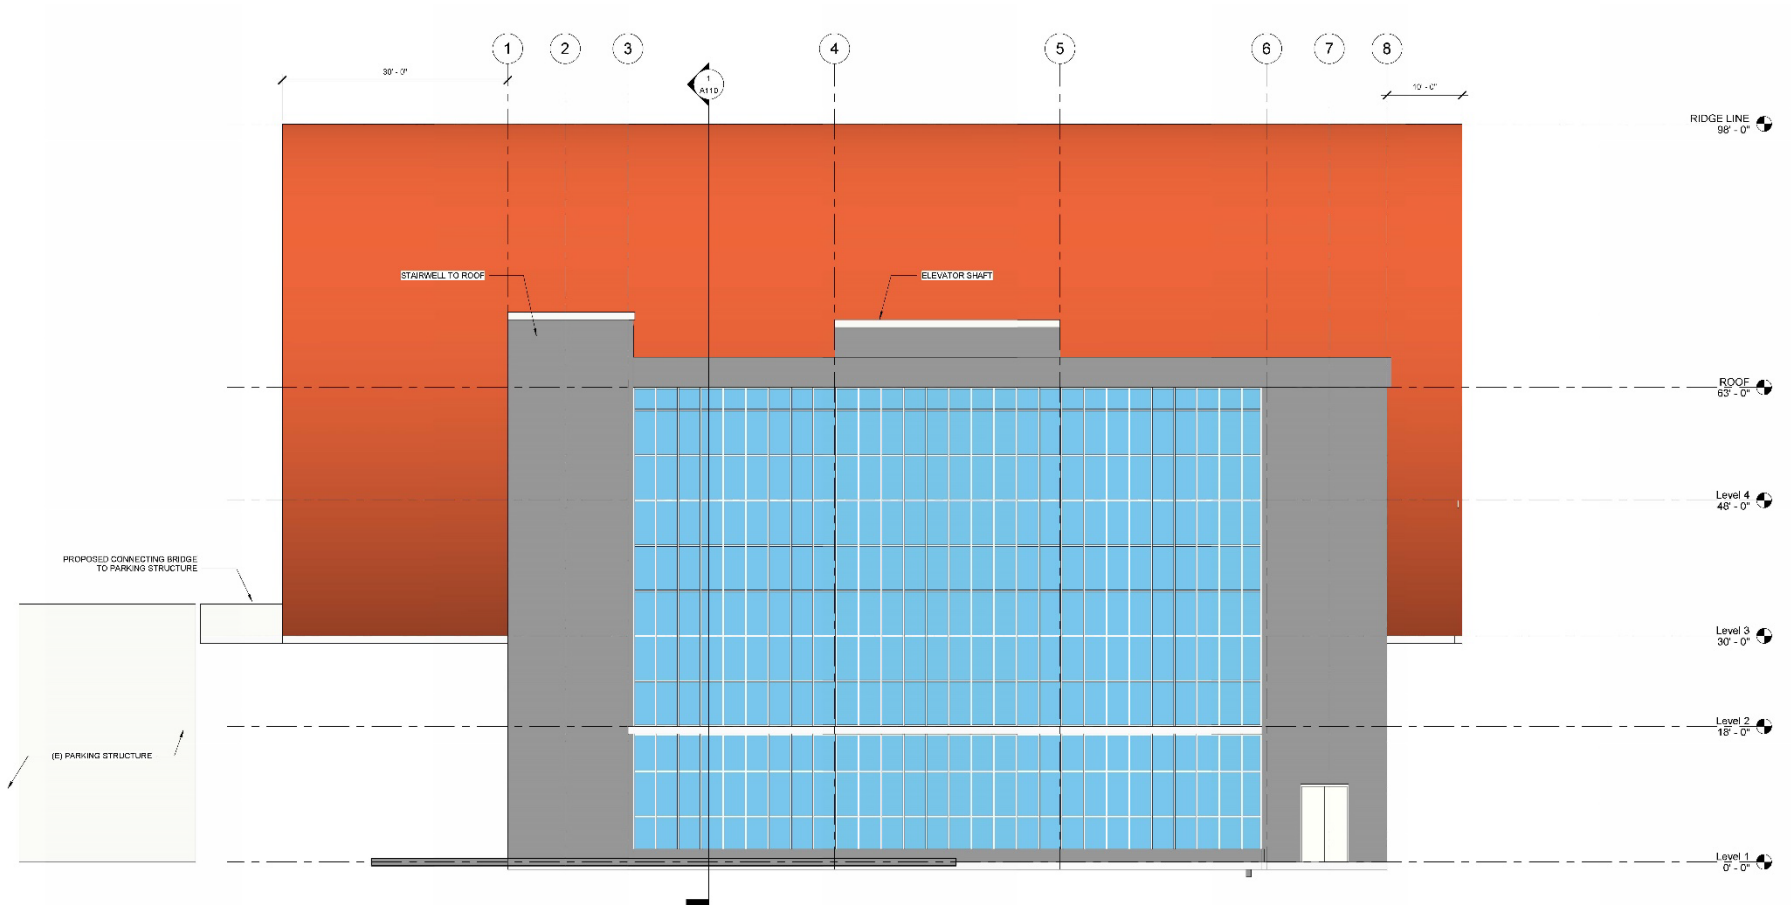 1 2 3 4 5 6 7 8
30' - 0"
1
A110
10' - 0"
RIDGE LINE
98' - 0"
STAIRWELL TO ROOF
ELEVATOR SHAFT
ROOF
63' - 0"
Level 4
48' - 0"
PROPOSED CONNECTING BRIDGE
TO PARKING STRUCTURE
Level 3
30' - 0"
Level 2
18' - 0"
(E) PARKING STRUCTURE
Level 1
0' - 0"